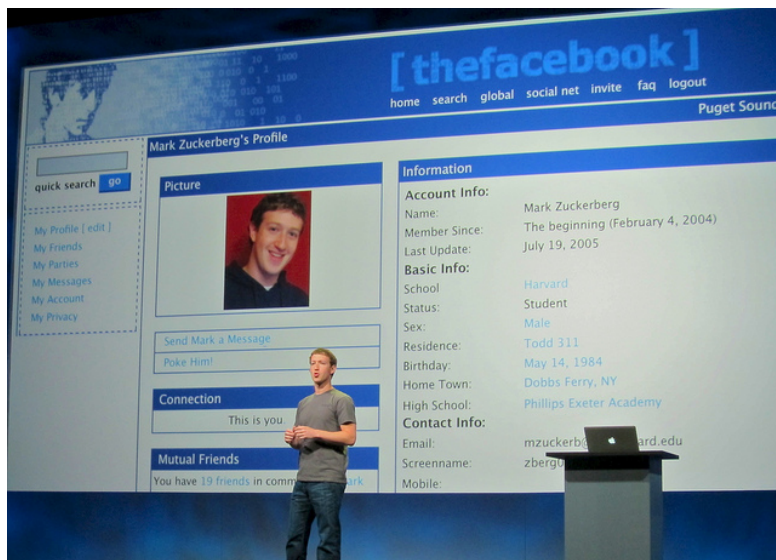 [ thefacebook ]
home search global social net invite faq logout
Puget Sound
Mark Zuckerberg's Profile
quick search go
My Profile [ edit ]
My Friends
My Parties
My Messages
My Account
My Privacy
Picture
Send Mark a Message
Poke Him!
Connection
This is you.
Mutual Friends
You have 19 friends in comm
Information
Account Info:
Name: Mark Zuckerberg
Member Since: The beginning (February 4, 2004)
Last Update: July 19, 2005
Basic Info:
School Harvard
Status: Student
Sex: Male
Residence: Todd 311
Birthday: May 14, 1984
Home Town: Dobbs Ferry, NY
High School: Phillips Exeter Academy
Contact Info:
Email: mzuckerb@ ard.edu
Screenname: zberg
Mobile: